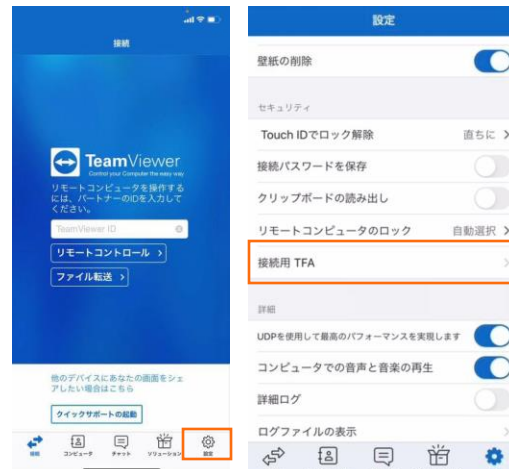 接続
TeamViewer
Control your Computer the easy way
リモートコンピュータを操作する
には、パートナーのIDを入力して
ください。
TeamViewer ID
リモートコントロール >
ファイル転送 >
他のデバイスにあなたの画面をシェ
アしたい場合はこちら
クイックサポートの起動
接続 コンピュータ チャット ソリューション 設定
設定
壁紙の削除
セキュリティ
Touch IDでロック解除 直ちに >
接続パスワードを保存
クリップボードの読み出し
リモートコンピュータのロック 自動選択 >
接続用 TFA >
詳細
UDPを使用して最高のパフォーマンスを実現します
コンピュータでの音声と音楽の再生
詳細ログ
ログファイルの表示 >